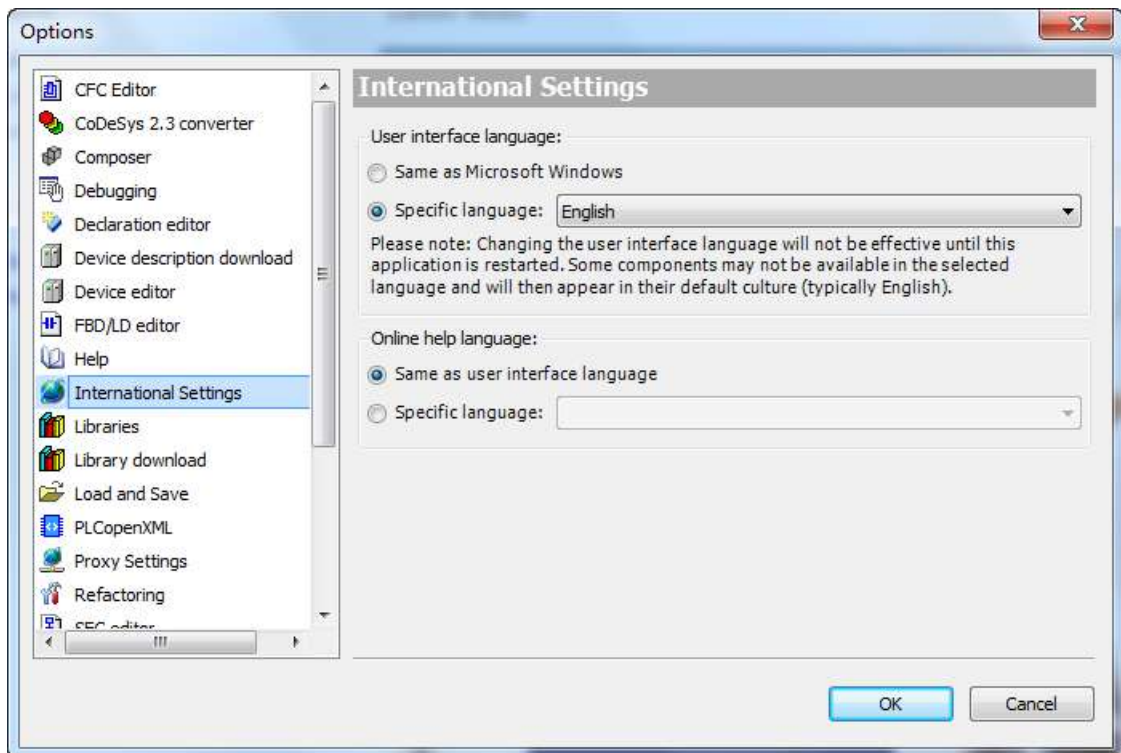 Options
CFC Editor
CoDeSys 2.3 converter
Composer
Debugging
Declaration editor
Device description download
Device editor
FBD/LD editor
Help
International Settings
Libraries
Library download
Load and Save
PLCopenXML
Proxy Settings
Refactoring
SFC editor
International Settings
User interface language:
Same as Microsoft Windows
Specific language: English
Please note: Changing the user interface language will not be effective until this
application is restarted. Some components may not be available in the selected
language and will then appear in their default culture (typically English).
Online help language:
Same as user interface language
Specific language:
OK Cancel